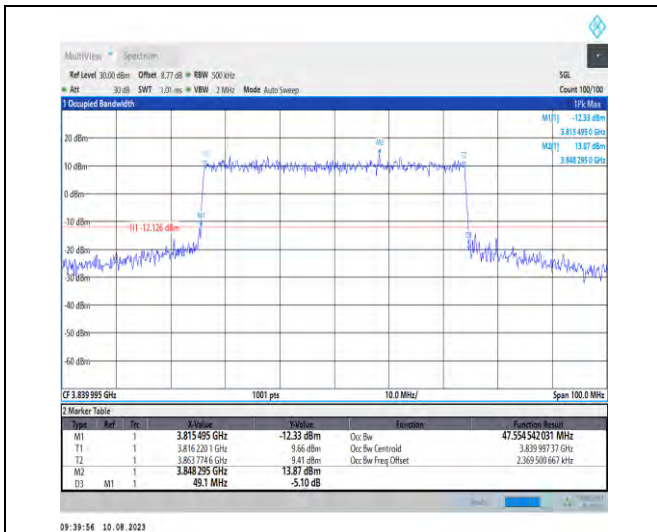 MultiView Spectrum
Ref Level 30.00 dBm Offset 8.77 dB RBW 500 kHz SGL
Att 30 dB SWT 1.01 ms VBW 2 MHz Mode Auto Sweep Count 100/100
1 Occupied Bandwidth 1Pk Max
M1[1] -12.33 dBm
3.815 495 0 GHz
M2[1] 13.87 dBm
3.848 295 0 GHz
M2
T2
20 dBm
10 dBm
0 dBm
M1
-10 dBm
H1 -12.126 dBm
D3
-20 dBm
-30 dBm
-40 dBm
-50 dBm
-60 dBm
CF 3.839 995 GHz 1001 pts 10.0 MHz/ Span 100.0 MHz
2 Marker Table
Type Ref Trc X-Value Y-Value Function Function Result
M1 1 3.815 495 GHz -12.33 dBm Occ Bw 47.554 542 031 MHz
T1 1 3.816 220 1 GHz 9.66 dBm Occ Bw Centroid 3.839 997 37 GHz
T2 1 3.863 774 6 GHz 9.41 dBm Occ Bw Freq Offset 2.369 500 667 kHz
M2 1 3.848 295 GHz 13.87 dBm
D3 M1 1 49.1 MHz -5.10 dB
09:39:56 10.08.2023